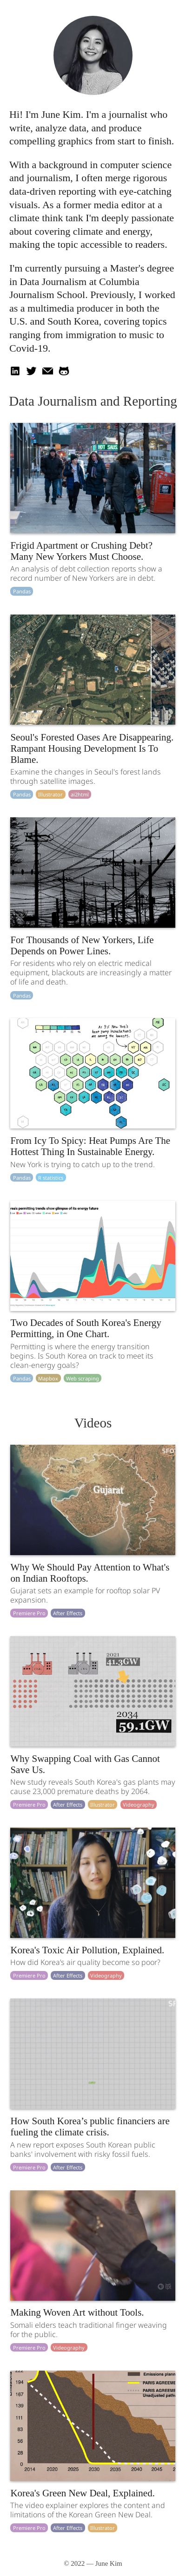 Hi! I'm June Kim. I'm a journalist who
write, analyze data, and produce
compelling graphics from start to finish.
With a background in computer science
and journalism, I often merge rigorous
data-driven reporting with eye-catching
visuals. As a former media editor at a
climate think tank I'm deeply passionate
about covering climate and energy,
making the topic accessible to readers.
I'm currently pursuing a Master's degree
in Data Journalism at Columbia
Journalism School. Previously, I worked
as a multimedia producer in both the
U.S. and South Korea, covering topics
ranging from immigration to music to
Covid-19.
Data Journalism and Reporting
Frigid Apartment or Crushing Debt?
Many New Yorkers Must Choose.
An analysis of debt collection reports show a
record number of New Yorkers are in debt.
Pandas
Seoul's Forested Oases Are Disappearing.
Rampant Housing Development Is To
Blame.
Examine the changes in Seoul's forest lands
through satellite images.
Pandas Illustrator ai2html
For Thousands of New Yorkers, Life
Depends on Power Lines.
For residents who rely on electric medical
equipment, blackouts are increasingly a matter
of life and death.
Pandas
From Icy To Spicy: Heat Pumps Are The
Hottest Thing In Sustainable Energy.
New York is trying to catch up to the trend.
Pandas R statistics
Two Decades of South Korea's Energy
Permitting, in One Chart.
Permitting is where the energy transition
begins. Is South Korea on track to meet its
clean-energy goals?
Pandas Mapbox Web scraping
Videos
Gujarat
Why We Should Pay Attention to What's
on Indian Rooftops.
Gujarat sets an example for rooftop solar PV
expansion.
Premiere Pro After Effects
2023
41.3GW
2034
59.1GW
Why Swapping Coal with Gas Cannot
Save Us.
New study reveals South Korea's gas plants may
cause 23,000 premature deaths by 2064.
Premiere Pro After Effects Illustrator Videography
Korea's Toxic Air Pollution, Explained.
How did Korea's air quality become so poor?
Premiere Pro After Effects Videography
How South Korea’s public financiers are
fueling the climate crisis.
A new report exposes South Korean public
banks' involvement with risky fossil fuels.
Premiere Pro After Effects
Making Woven Art without Tools.
Somali elders teach traditional finger weaving
for the public.
Premiere Pro Videography
194
167
139
111
83
56
28
0
2014 2020 2025 2030 2035 2040 2045
Korea's Green New Deal, Explained.
The video explainer explores the content and
limitations of the Korean Green New Deal.
Premiere Pro After Effects Illustrator
© 2022 — June Kim